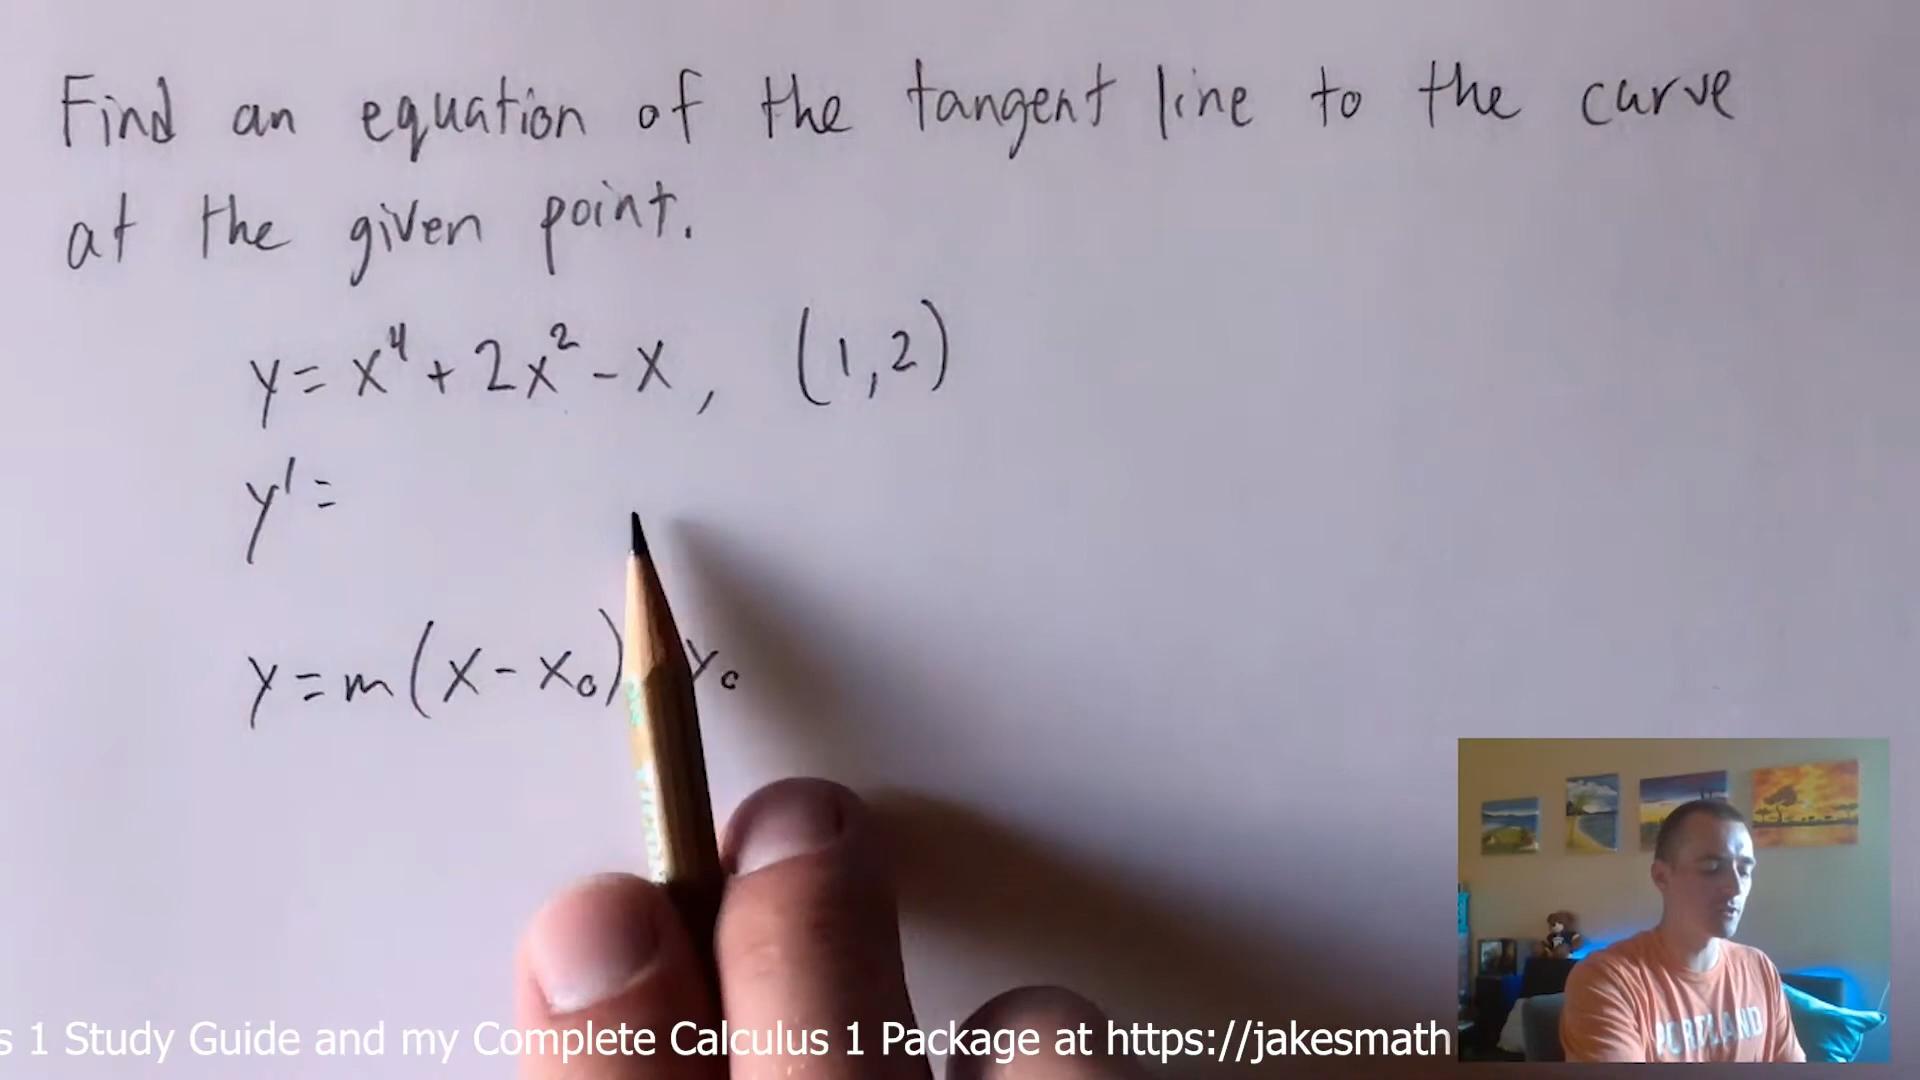 Find an equation of the tangent line to the curve
at the given point.
y = x⁴ + 2x² - x, (1,2)
y' =
y = m(x - x₀) y₀
s 1 Study Guide and my Complete Calculus 1 Package at https://jakesmath
PORTLAND